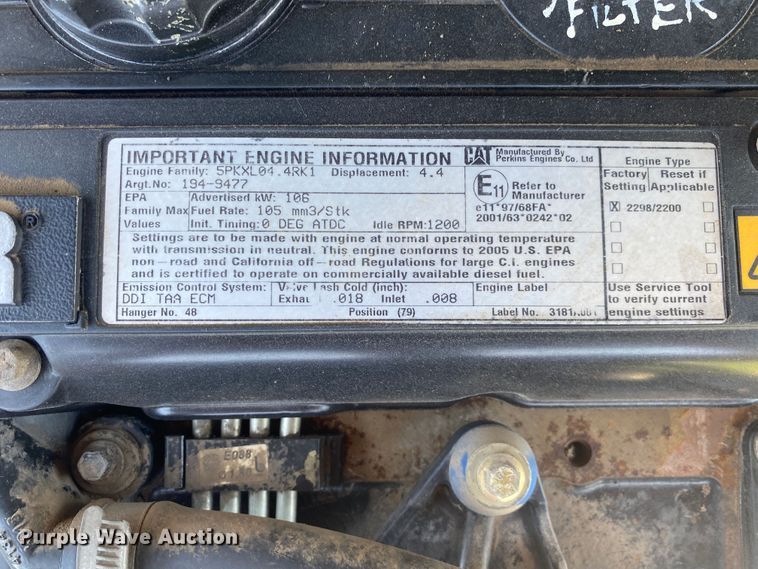 FILTER
IMPORTANT ENGINE INFORMATION
CAT Manufactured By
Perkins Engines Co. Ltd
Engine Family: 5PKXL04.4RK1 Displacement: 4.4
Argt.No: 194-9477
EPA Advertised kW: 106
Family Max Fuel Rate: 105 mm3/Stk
Values Init. Timing: 0 DEG ATDC Idle RPM: 1200
E11 Refer to
Manufacturer
e11*97/68FA*
2001/63*0242*02
Settings are to be made with engine at normal operating temperature
with transmission in neutral. This engine conforms to 2005 U.S. EPA
non-road and California off-road Regulations for large C.I. engines
and is certified to operate on commercially available diesel fuel.
Emission Control System: Valve Lash Cold (inch): Engine Label
DDI TAA ECM Exhau .018 Inlet .008
Hanger No. 48 Position (79) Label No.
Engine Type
Factory Reset if
Setting Applicable
X 2298/2200
Use Service Tool
to verify current
engine settings
R
E088
Purple Wave Auction